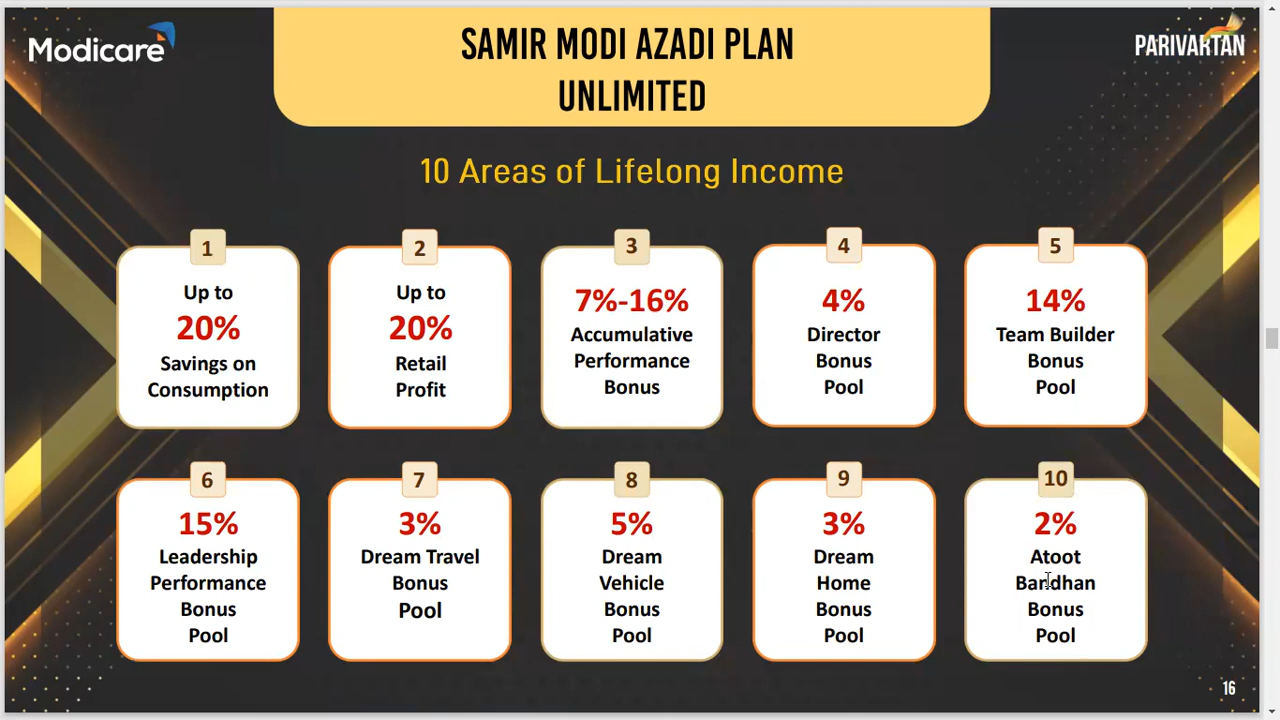 Modicare
SAMIR MODI AZADI PLAN
UNLIMITED
PARIVARTAN
10 Areas of Lifelong Income
1
Up to
20%
Savings on
Consumption
2
Up to
20%
Retail
Profit
3
7%-16%
Accumulative
Performance
Bonus
4
4%
Director
Bonus
Pool
5
14%
Team Builder
Bonus
Pool
6
15%
Leadership
Performance
Bonus
Pool
7
3%
Dream Travel
Bonus
Pool
8
5%
Dream
Vehicle
Bonus
Pool
9
3%
Dream
Home
Bonus
Pool
10
2%
Atoot
Bandhan
Bonus
Pool
16